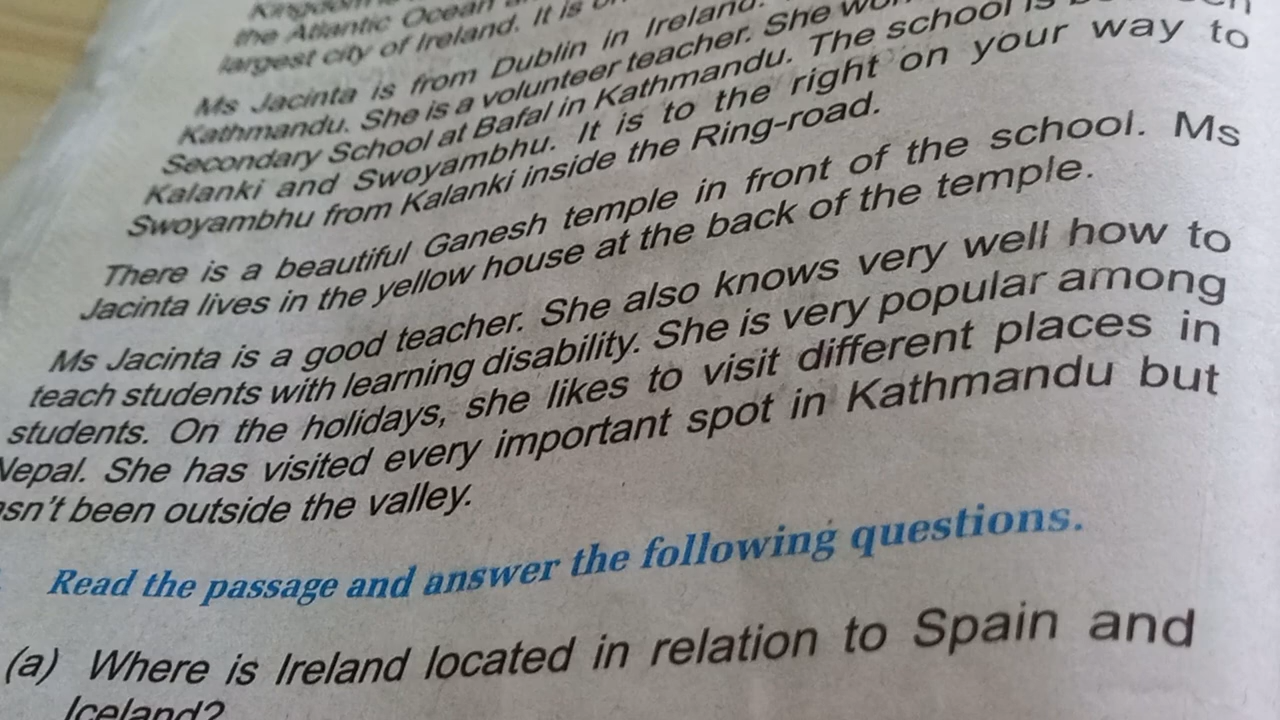 Kingdom
the Atlantic Ocean
largest city of Ireland. It is
Ms Jacinta is from Dublin in Ireland.
Kathmandu. She is a volunteer teacher. She
Secondary School at Bafal in Kathmandu. The school is
Kalanki and Swoyambhu. It is to the right on your way to
Swoyambhu from Kalanki inside the Ring-road.
There is a beautiful Ganesh temple in front of the school. Ms
Jacinta lives in the yellow house at the back of the temple.
Ms Jacinta is a good teacher. She also knows very well how to
teach students with learning disability. She is very popular among
students. On the holidays, she likes to visit different places in
Nepal. She has visited every important spot in Kathmandu but
asn't been outside the valley.
Read the passage and answer the following questions.
(a) Where is Ireland located in relation to Spain and
Iceland?